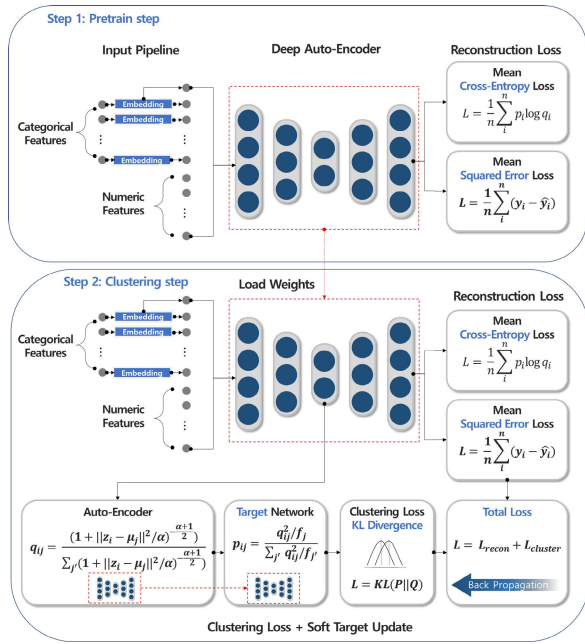 Step 1: Pretrain step
Input Pipeline
Deep Auto-Encoder
Reconstruction Loss
Categorical
Features
Embedding
Embedding
Embedding
Numeric
Features
Mean
Cross-Entropy Loss
L = 1/n ∑_i^n p_i log q_i
Mean
Squared Error Loss
L = 1/n ∑_i^n (y_i − ŷ_i)
Step 2: Clustering step
Load Weights
Reconstruction Loss
Categorical
Features
Embedding
Embedding
Embedding
Numeric
Features
Mean
Cross-Entropy Loss
L = 1/n ∑_i^n p_i log q_i
Mean
Squared Error Loss
L = 1/n ∑_i^n (y_i − ŷ_i)
Auto-Encoder
q_ij = (1 + ||z_i − μ_j||²/α)^(−(α+1)/2) / ∑_j′ (1 + ||z_i − μ_j||²/α)^(−(α+1)/2)
Target Network
p_ij = (q_ij²/f_j) / (∑_j′ q_ij²/f_j′)
Clustering Loss
KL Divergence
L = KL(P||Q)
Total Loss
L = L_recon + L_cluster
Back Propagation
Clustering Loss + Soft Target Update